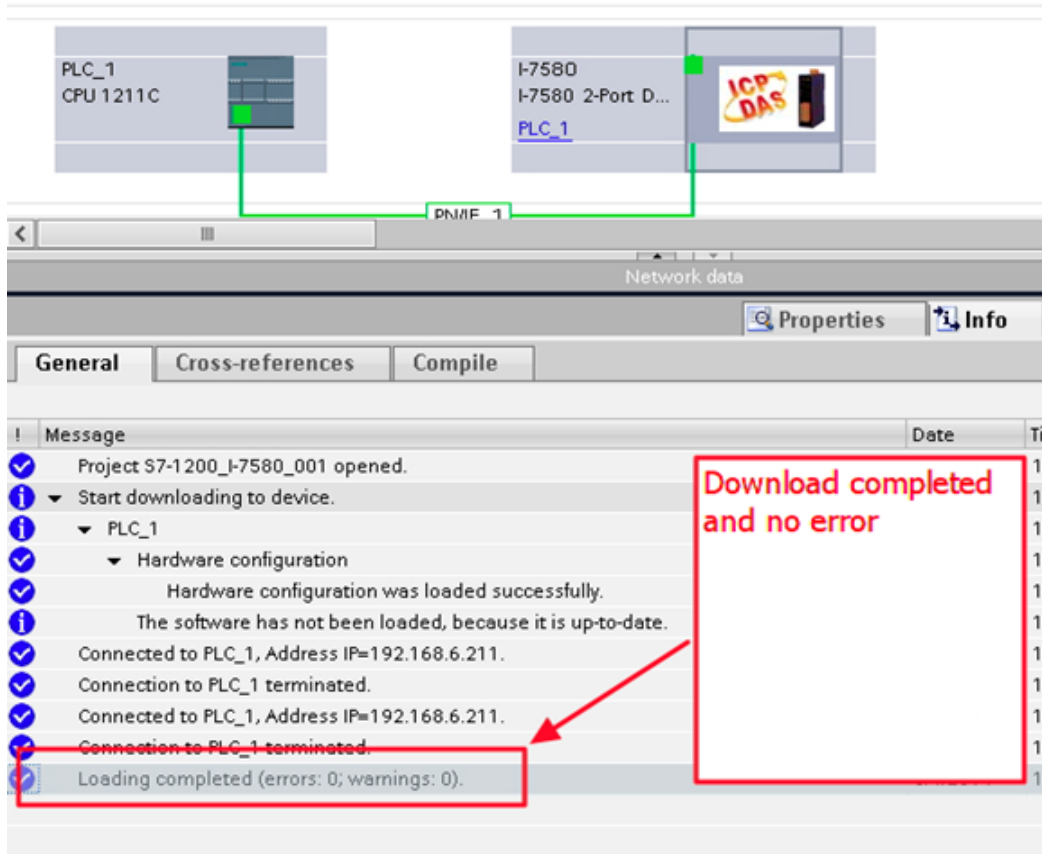 PLC_1
CPU 1211C
I-7580
I-7580 2-Port D...
PLC_1
ICP
DAS
PN/IE_1
Network data
Properties
Info
General
Cross-references
Compile
! Message
Date
Project S7-1200_I-7580_001 opened.
Start downloading to device.
PLC_1
Hardware configuration
Hardware configuration was loaded successfully.
The software has not been loaded, because it is up-to-date.
Connected to PLC_1, Address IP=192.168.6.211.
Connection to PLC_1 terminated.
Connected to PLC_1, Address IP=192.168.6.211.
Connection to PLC_1 terminated.
Loading completed (errors: 0; warnings: 0).
Download completed
and no error